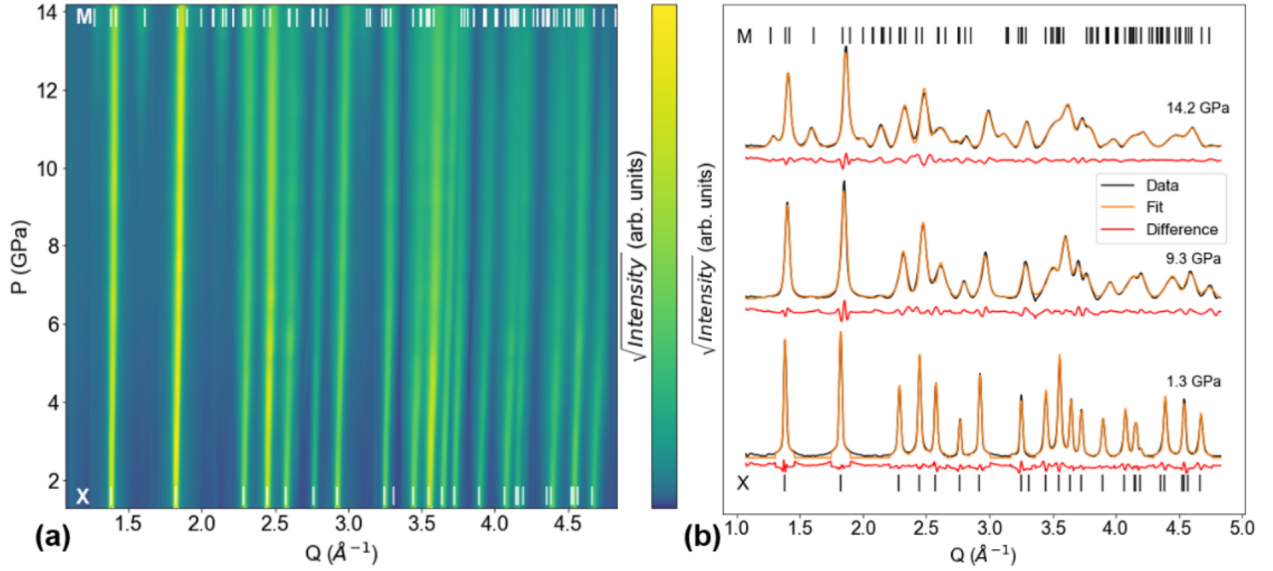 M
14
12
10
8
6
4
2
P (GPa)
X
1.5 2.0 2.5 3.0 3.5 4.0 4.5
Q (Å⁻¹)
(a)
√Intensity (arb. units)
√Intensity (arb. units)
M
14.2 GPa
Data
Fit
Difference
9.3 GPa
1.3 GPa
X
1.0 1.5 2.0 2.5 3.0 3.5 4.0 4.5 5.0
Q (Å⁻¹)
(b)